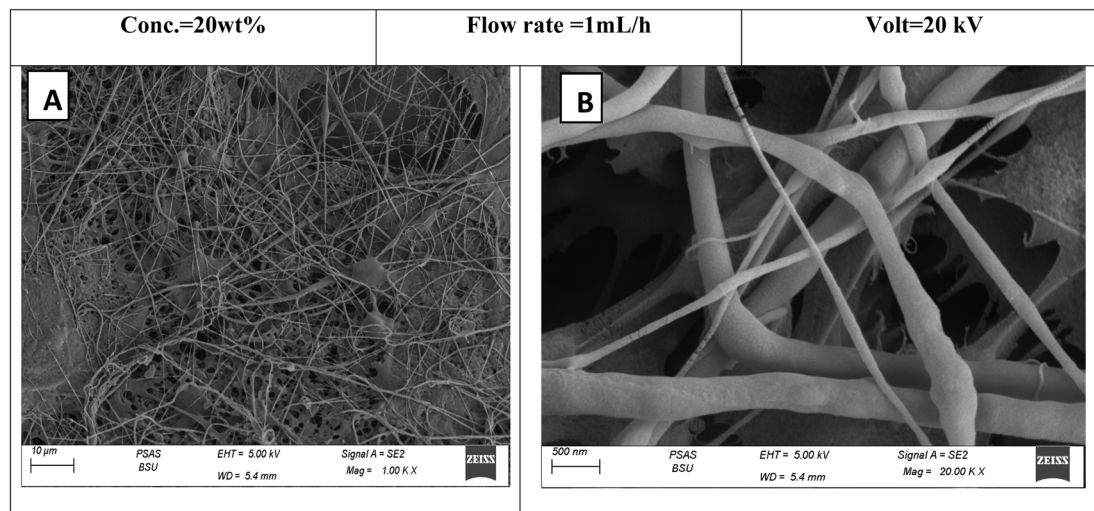 Conc.=20wt%
Flow rate =1mL/h
Volt=20 kV
A
B
10 µm
PSAS
BSU
EHT = 5.00 kV
WD = 5.4 mm
Signal A = SE2
Mag = 1.00 K X
ZEISS
500 nm
PSAS
BSU
EHT = 5.00 kV
WD = 5.4 mm
Signal A = SE2
Mag = 20.00 K X
ZEISS